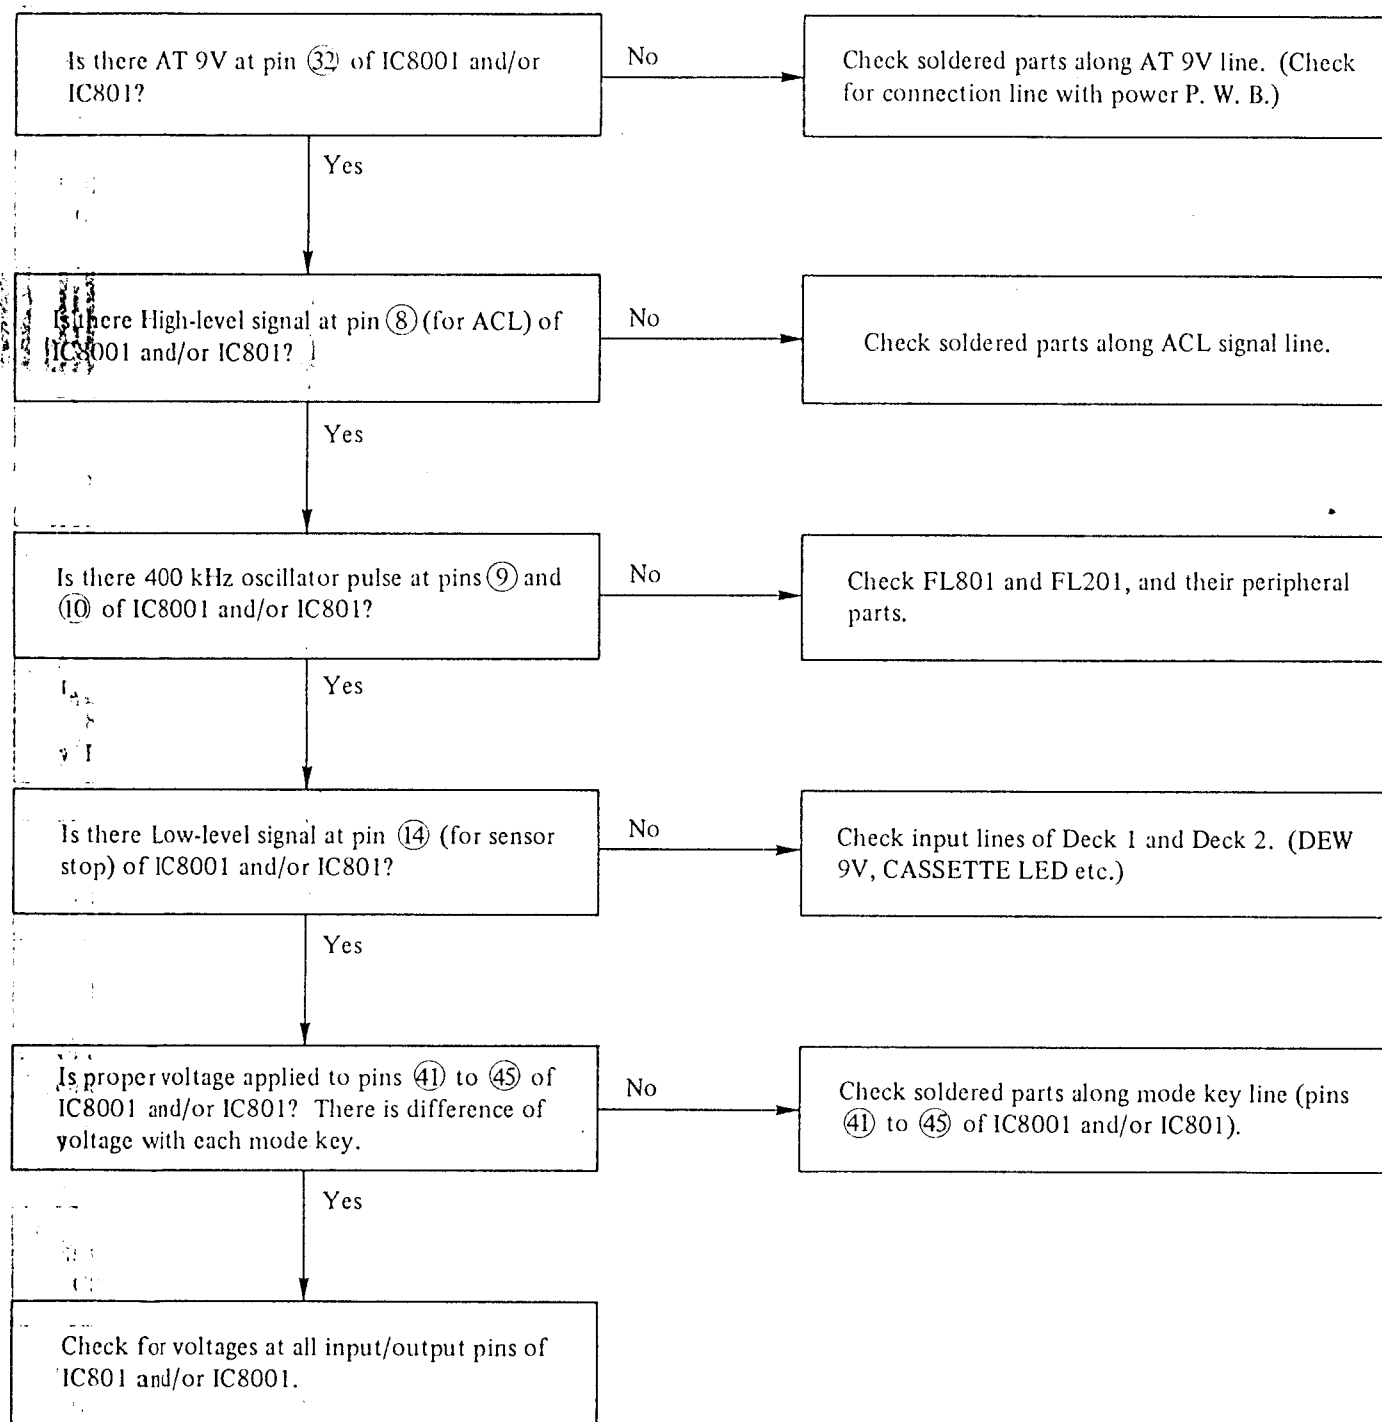 Is there AT 9V at pin 32 of IC8001 and/or
IC801?
No
Check soldered parts along AT 9V line. (Check
for connection line with power P. W. B.)
Yes
Is there High-level signal at pin 8 (for ACL) of
IC8001 and/or IC801?
No
Check soldered parts along ACL signal line.
Yes
Is there 400 kHz oscillator pulse at pins 9 and
10 of IC8001 and/or IC801?
No
Check FL801 and FL201, and their peripheral
parts.
Yes
Is there Low-level signal at pin 14 (for sensor
stop) of IC8001 and/or IC801?
No
Check input lines of Deck 1 and Deck 2. (DEW
9V, CASSETTE LED etc.)
Yes
Is proper voltage applied to pins 41 to 45 of
IC8001 and/or IC801? There is difference of
voltage with each mode key.
No
Check soldered parts along mode key line (pins
41 to 45 of IC8001 and/or IC801).
Yes
Check for voltages at all input/output pins of
IC801 and/or IC8001.